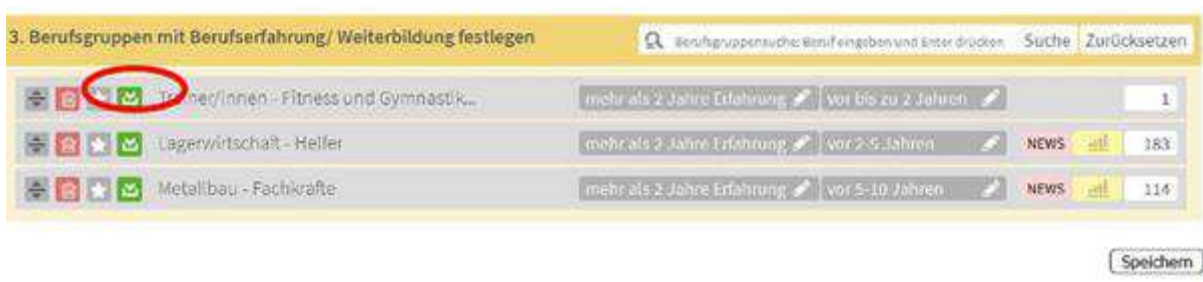 3. Berufsgruppen mit Berufserfahrung/ Weiterbildung festlegen
Berufsgruppensuche: Beruf eingeben und Enter drücken Suche Zurücksetzen
Trainer/innen - Fitness und Gymnastik... mehr als 2 Jahre Erfahrung vor bis zu 2 Jahren 1
Lagerwirtschaft - Helfer mehr als 2 Jahre Erfahrung vor 2-5 Jahren NEWS 183
Metallbau - Fachkräfte mehr als 2 Jahre Erfahrung vor 5-10 Jahren NEWS 114
Speichern